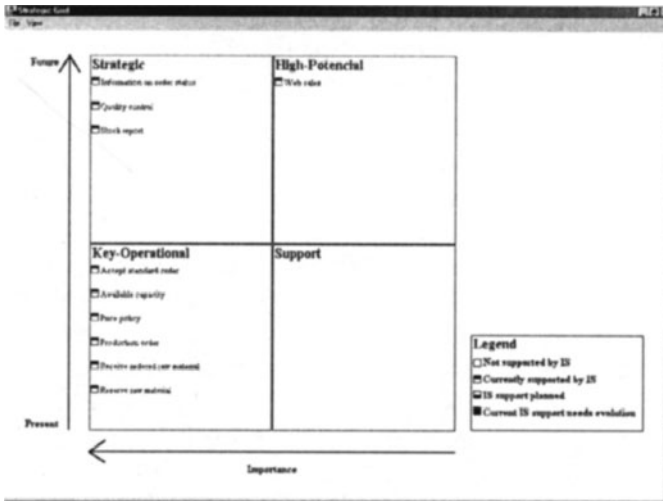 Strategic Grid
File View
Future
Strategic
Information on order status
Quality control
Stock report
High-Potencial
Web sales
Key-Operational
Accept standard order
Available capacity
Price policy
Production order
Receive ordered raw material
Reserve raw material
Support
Legend
Not supported by IS
Currently supported by IS
IS support planned
Current IS support needs evolution
Present
Importance